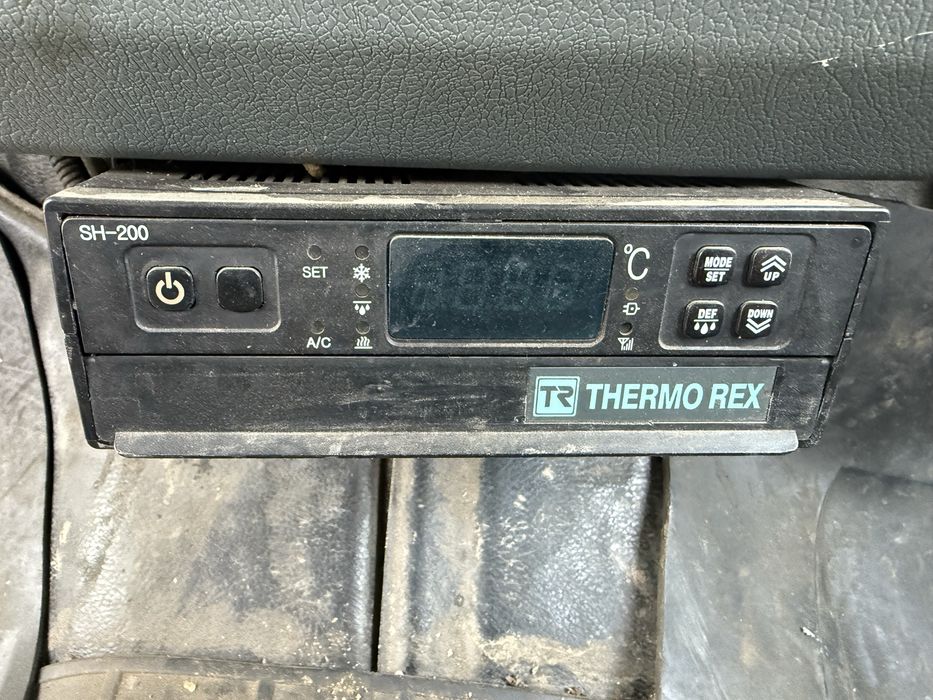 SH-200
SET
A/C
°C
MODE
SET
UP
DEF
DOWN
TR THERMO REX